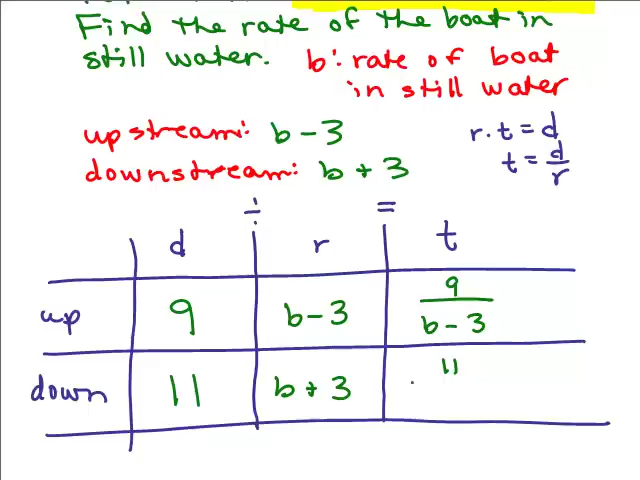 Find the rate of the boat in
still water. b: rate of boat
in still water
upstream: b - 3
downstream: b + 3
r · t = d
t = d/r
d ÷ r = t
up 9 b - 3 9/(b - 3)
down 11 b + 3 11